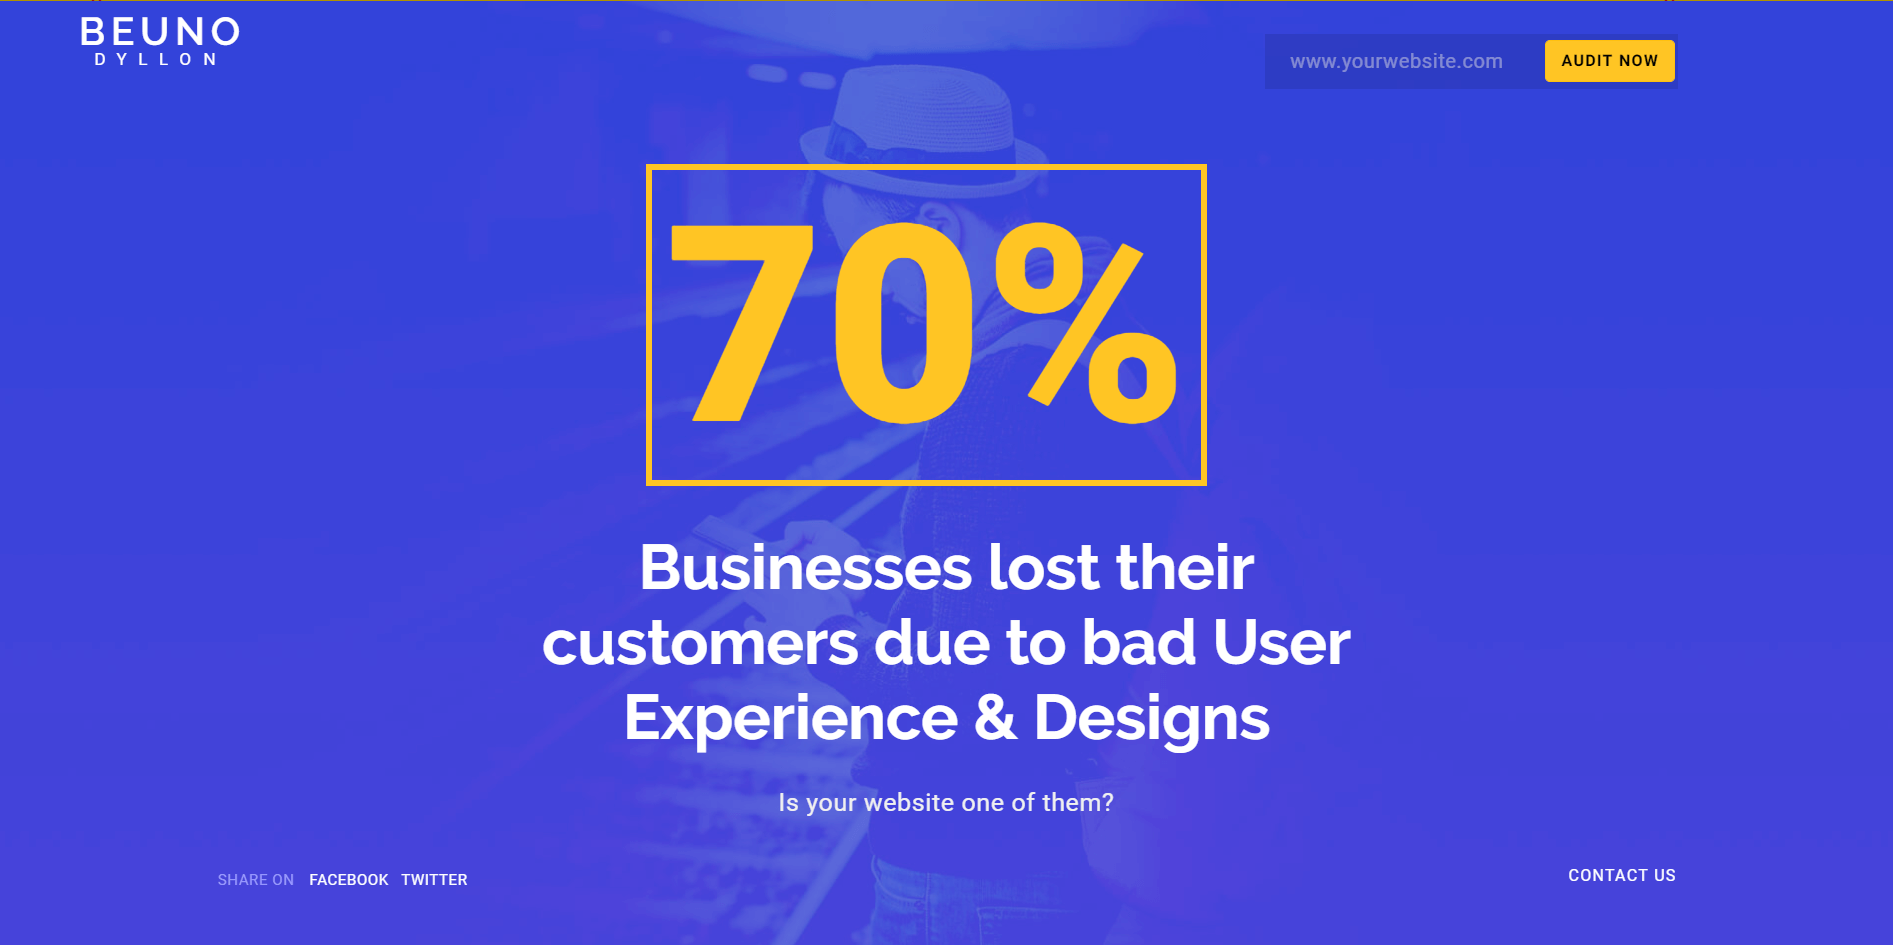 BEUNO
DYLLON
www.yourwebsite.com
AUDIT NOW
70%
Businesses lost their
customers due to bad User
Experience & Designs
Is your website one of them?
SHARE ON FACEBOOK TWITTER
CONTACT US